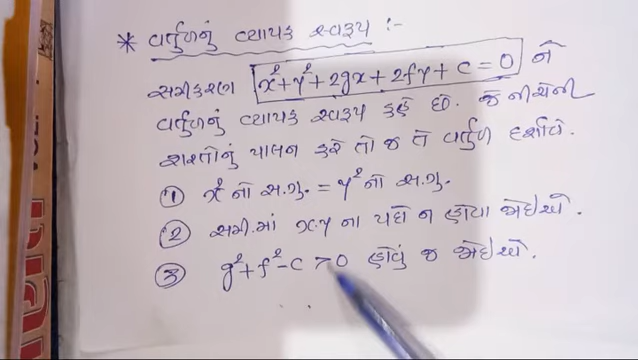 * વર્તુળનું વ્યાપક સ્વરૂપ :-
સમીકરણ x²+y²+2gx+2fy+c=0 ને
વર્તુળનું વ્યાપક સ્વરૂપ કહે છે. જે નીચેની
શરતોનું પાલન કરે તો જ તે વર્તુળ દર્શાવે.
① x² નો સ.ગુ. = y² નો સ.ગુ.
② સમી.માં x.y ના પદો ન હોવા જોઈએ.
③ g²+f²-c >0 હોવું જ જોઈએ.